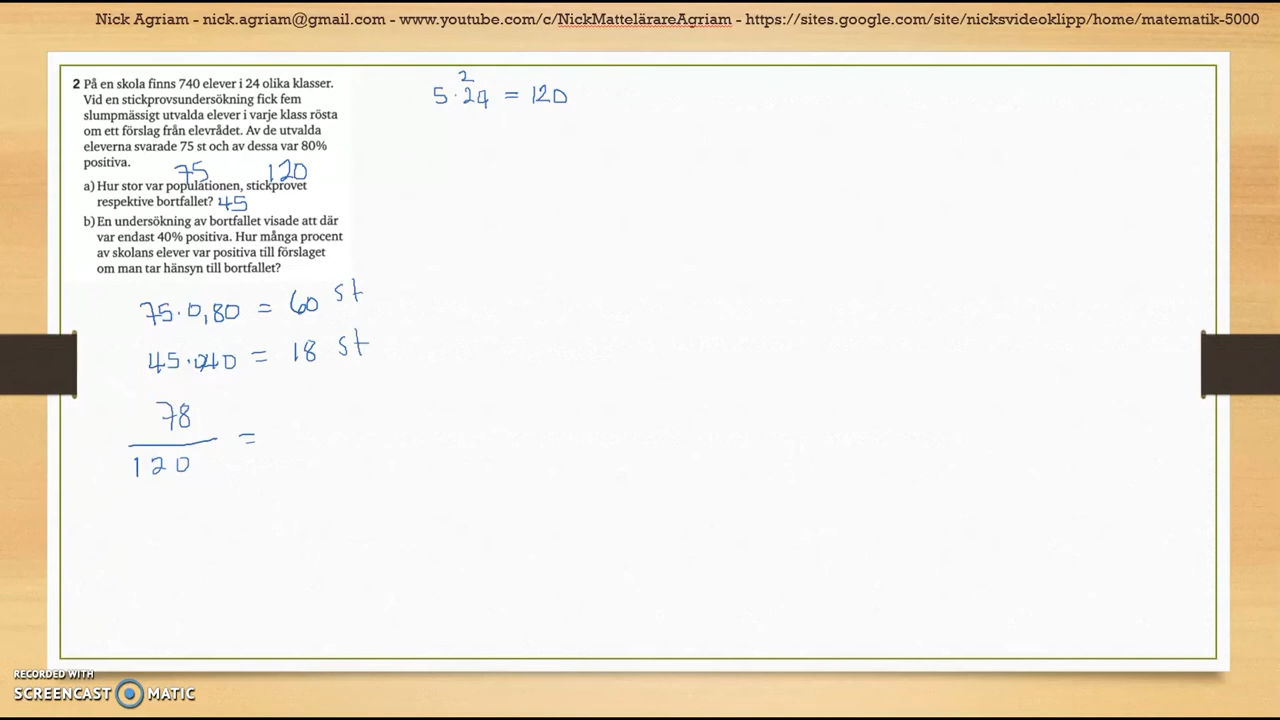 Nick Agriam - nick.agriam@gmail.com - www.youtube.com/c/NickMattelärareAgriam - https://sites.google.com/site/nicksvideoklipp/home/matematik-5000
2 På en skola finns 740 elever i 24 olika klasser.
Vid en stickprovsundersökning fick fem
slumpmässigt utvalda elever i varje klass rösta
om ett förslag från elevrådet. Av de utvalda
eleverna svarade 75 st och av dessa var 80%
positiva.
75 120
a) Hur stor var populationen, stickprovet
respektive bortfallet? 45
b) En undersökning av bortfallet visade att där
var endast 40% positiva. Hur många procent
av skolans elever var positiva till förslaget
om man tar hänsyn till bortfallet?
2
5·24 = 120
75·0,80 = 60 st
45·0,40 = 18 st
78
=
120
RECORDED WITH
SCREENCAST MATIC